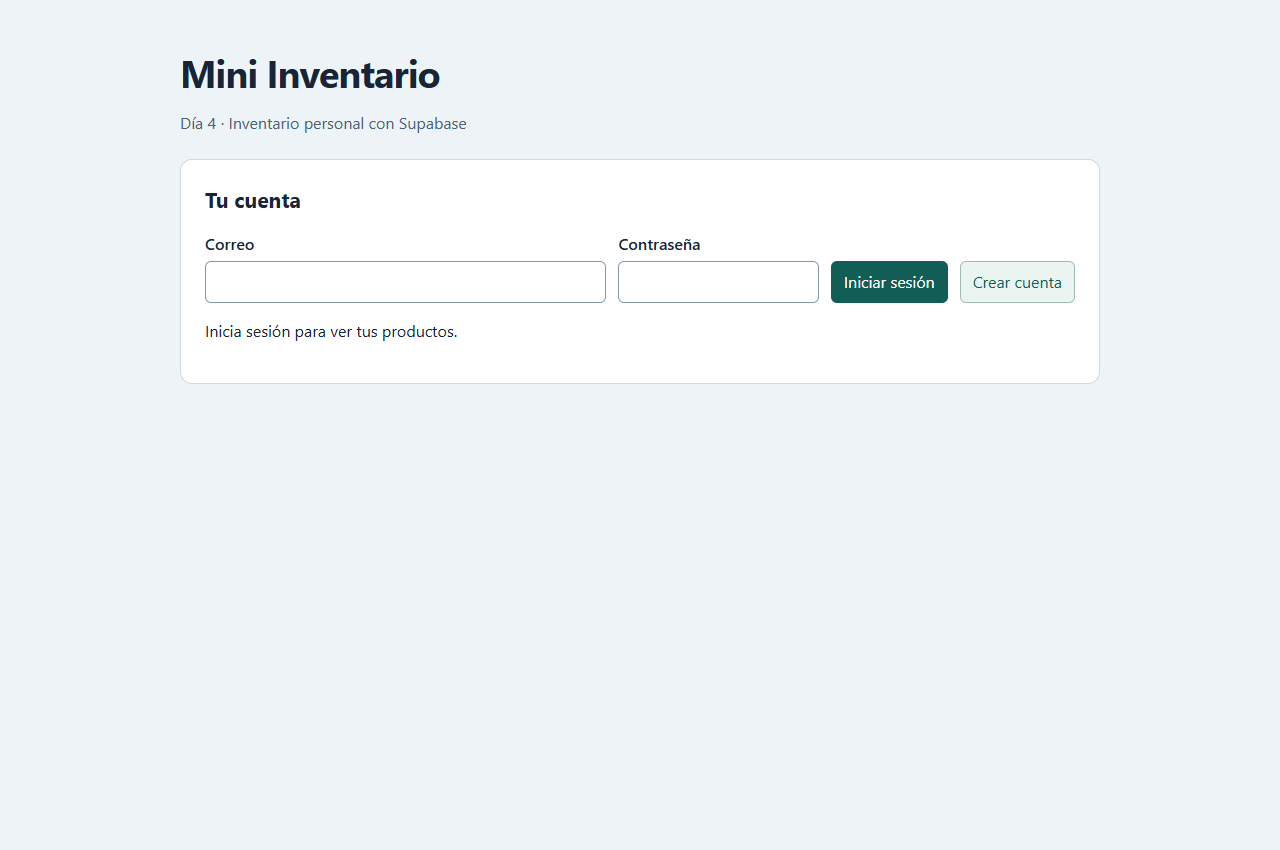 Mini Inventario
Día 4 · Inventario personal con Supabase
Tu cuenta
Correo
Contraseña
Iniciar sesión
Crear cuenta
Inicia sesión para ver tus productos.